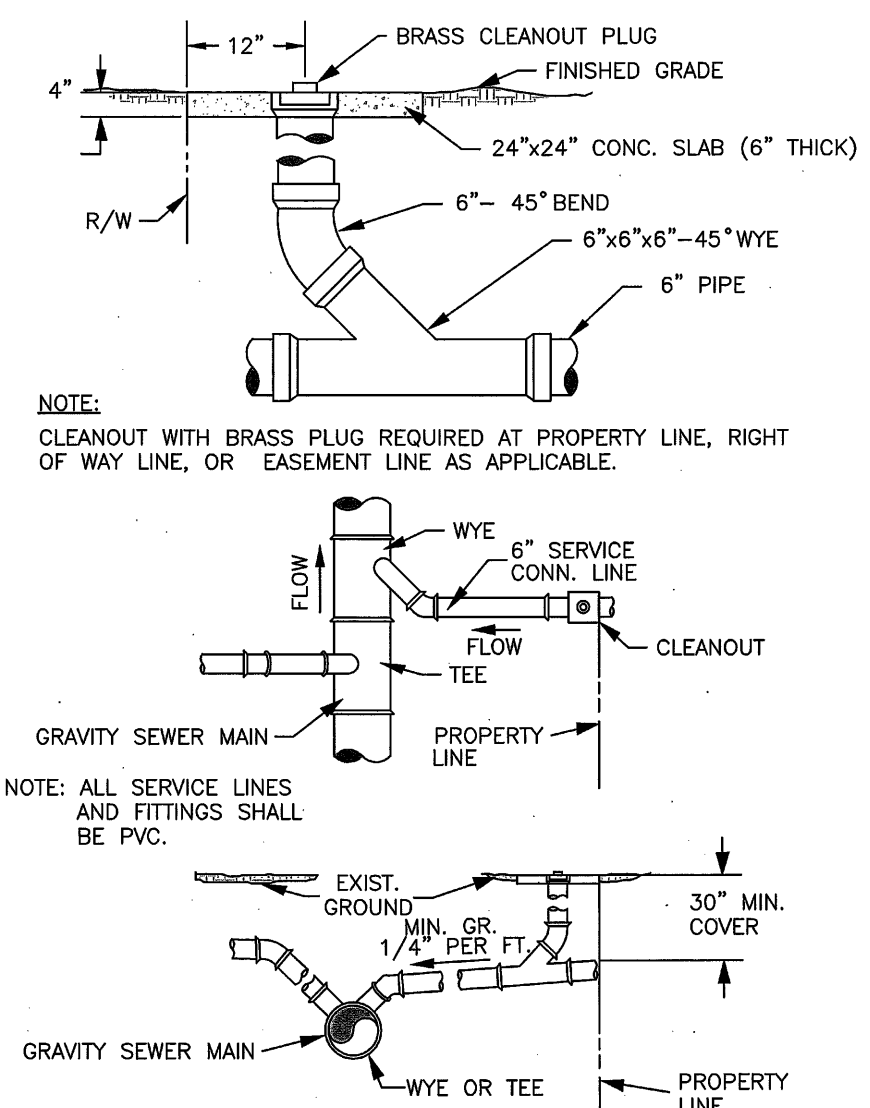 12"
BRASS CLEANOUT PLUG
FINISHED GRADE
4"
24"x24" CONC. SLAB (6" THICK)
R/W
6"- 45° BEND
6"x6"x6"-45° WYE
6" PIPE
NOTE:
CLEANOUT WITH BRASS PLUG REQUIRED AT PROPERTY LINE, RIGHT
OF WAY LINE, OR EASEMENT LINE AS APPLICABLE.
WYE
6" SERVICE
CONN. LINE
FLOW
FLOW
CLEANOUT
TEE
GRAVITY SEWER MAIN
PROPERTY
LINE
NOTE: ALL SERVICE LINES
AND FITTINGS SHALL
BE PVC.
EXIST.
GROUND
30" MIN.
COVER
MIN. GR.
1/4" PER FT.
GRAVITY SEWER MAIN
WYE OR TEE
PROPERTY
LINE